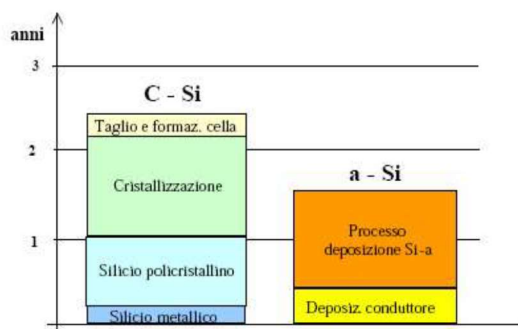 anni
3
C - Si
Taglio e formaz. cella
2
a - Si
Cristallizzazione
Processo
deposizione Si-a
1
Silicio policristallino
Deposiz. conduttore
Silicio metallico